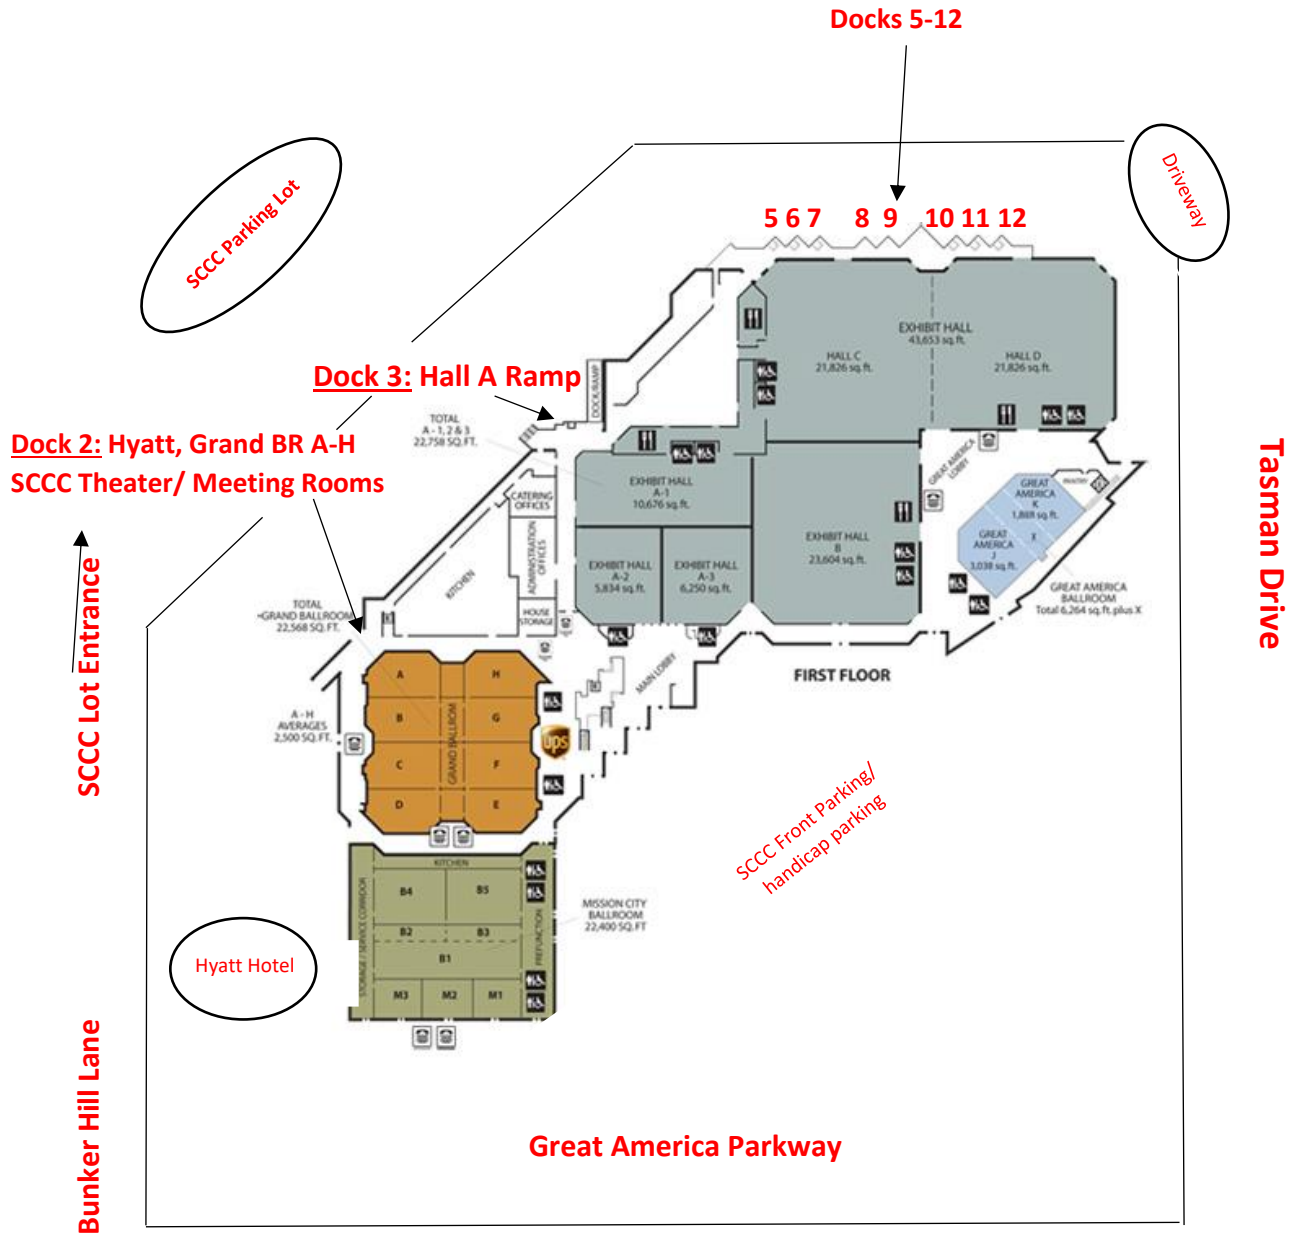 Docks 5-12
Driveway
SCCC Parking Lot
5 6 7 8 9 10 11 12
EXHIBIT HALL
43,653 sq. ft.
HALL C
21,826 sq. ft.
HALL D
21,826 sq. ft.
Dock 3: Hall A Ramp
DOCK/RAMP
TOTAL
A - 1, 2 & 3
22,758 SQ. FT.
Dock 2: Hyatt, Grand BR A-H
SCCC Theater/ Meeting Rooms
GREAT AMERICA
LOBBY
Tasman Drive
EXHIBIT HALL
A-1
10,676 sq. ft.
CATERING
OFFICES
ADMINISTRATION
OFFICES
HOUSE
STORAGE
KITCHEN
EXHIBIT HALL
A-2
5,834 sq. ft.
EXHIBIT HALL
A-3
6,250 sq. ft.
EXHIBIT HALL
B
23,604 sq. ft.
GREAT
AMERICA
K
1,888 sq. ft.
PANTRY
X
GREAT
AMERICA
J
3,038 sq. ft.
GREAT AMERICA
BALLROOM
Total 6,264 sq. ft. plus X
SCCC Lot Entrance
TOTAL
=GRAND BALLROOM
22,568 SQ. FT.
MAIN LOBBY
FIRST FLOOR
A
H
B
G
C
F
D
E
GRAND BALLROM
A - H
AVERAGES
2,500 SQ. FT.
ups
SCCC Front Parking/
handicap parking
KITCHEN
STORAGE / SERVICE CORRIDOR
B4
B5
B2
B3
B1
M3
M2
M1
PREFUNCTION
MISSION CITY
BALLROOM
22,400 SQ. FT
Hyatt Hotel
Bunker Hill Lane
Great America Parkway